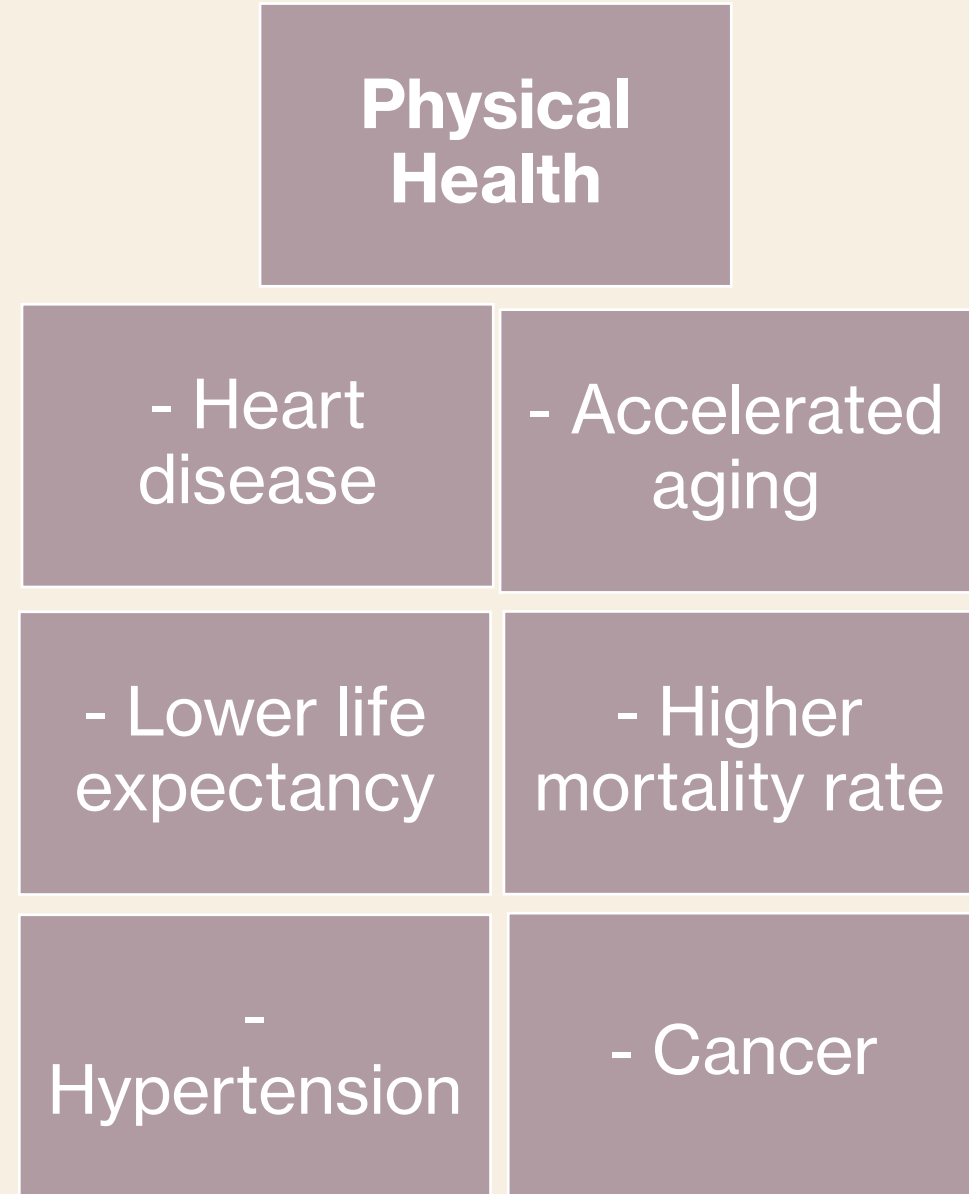 Physical
Health
- Heart
disease
- Accelerated
aging
- Lower life
expectancy
- Higher
mortality rate
-
Hypertension
- Cancer